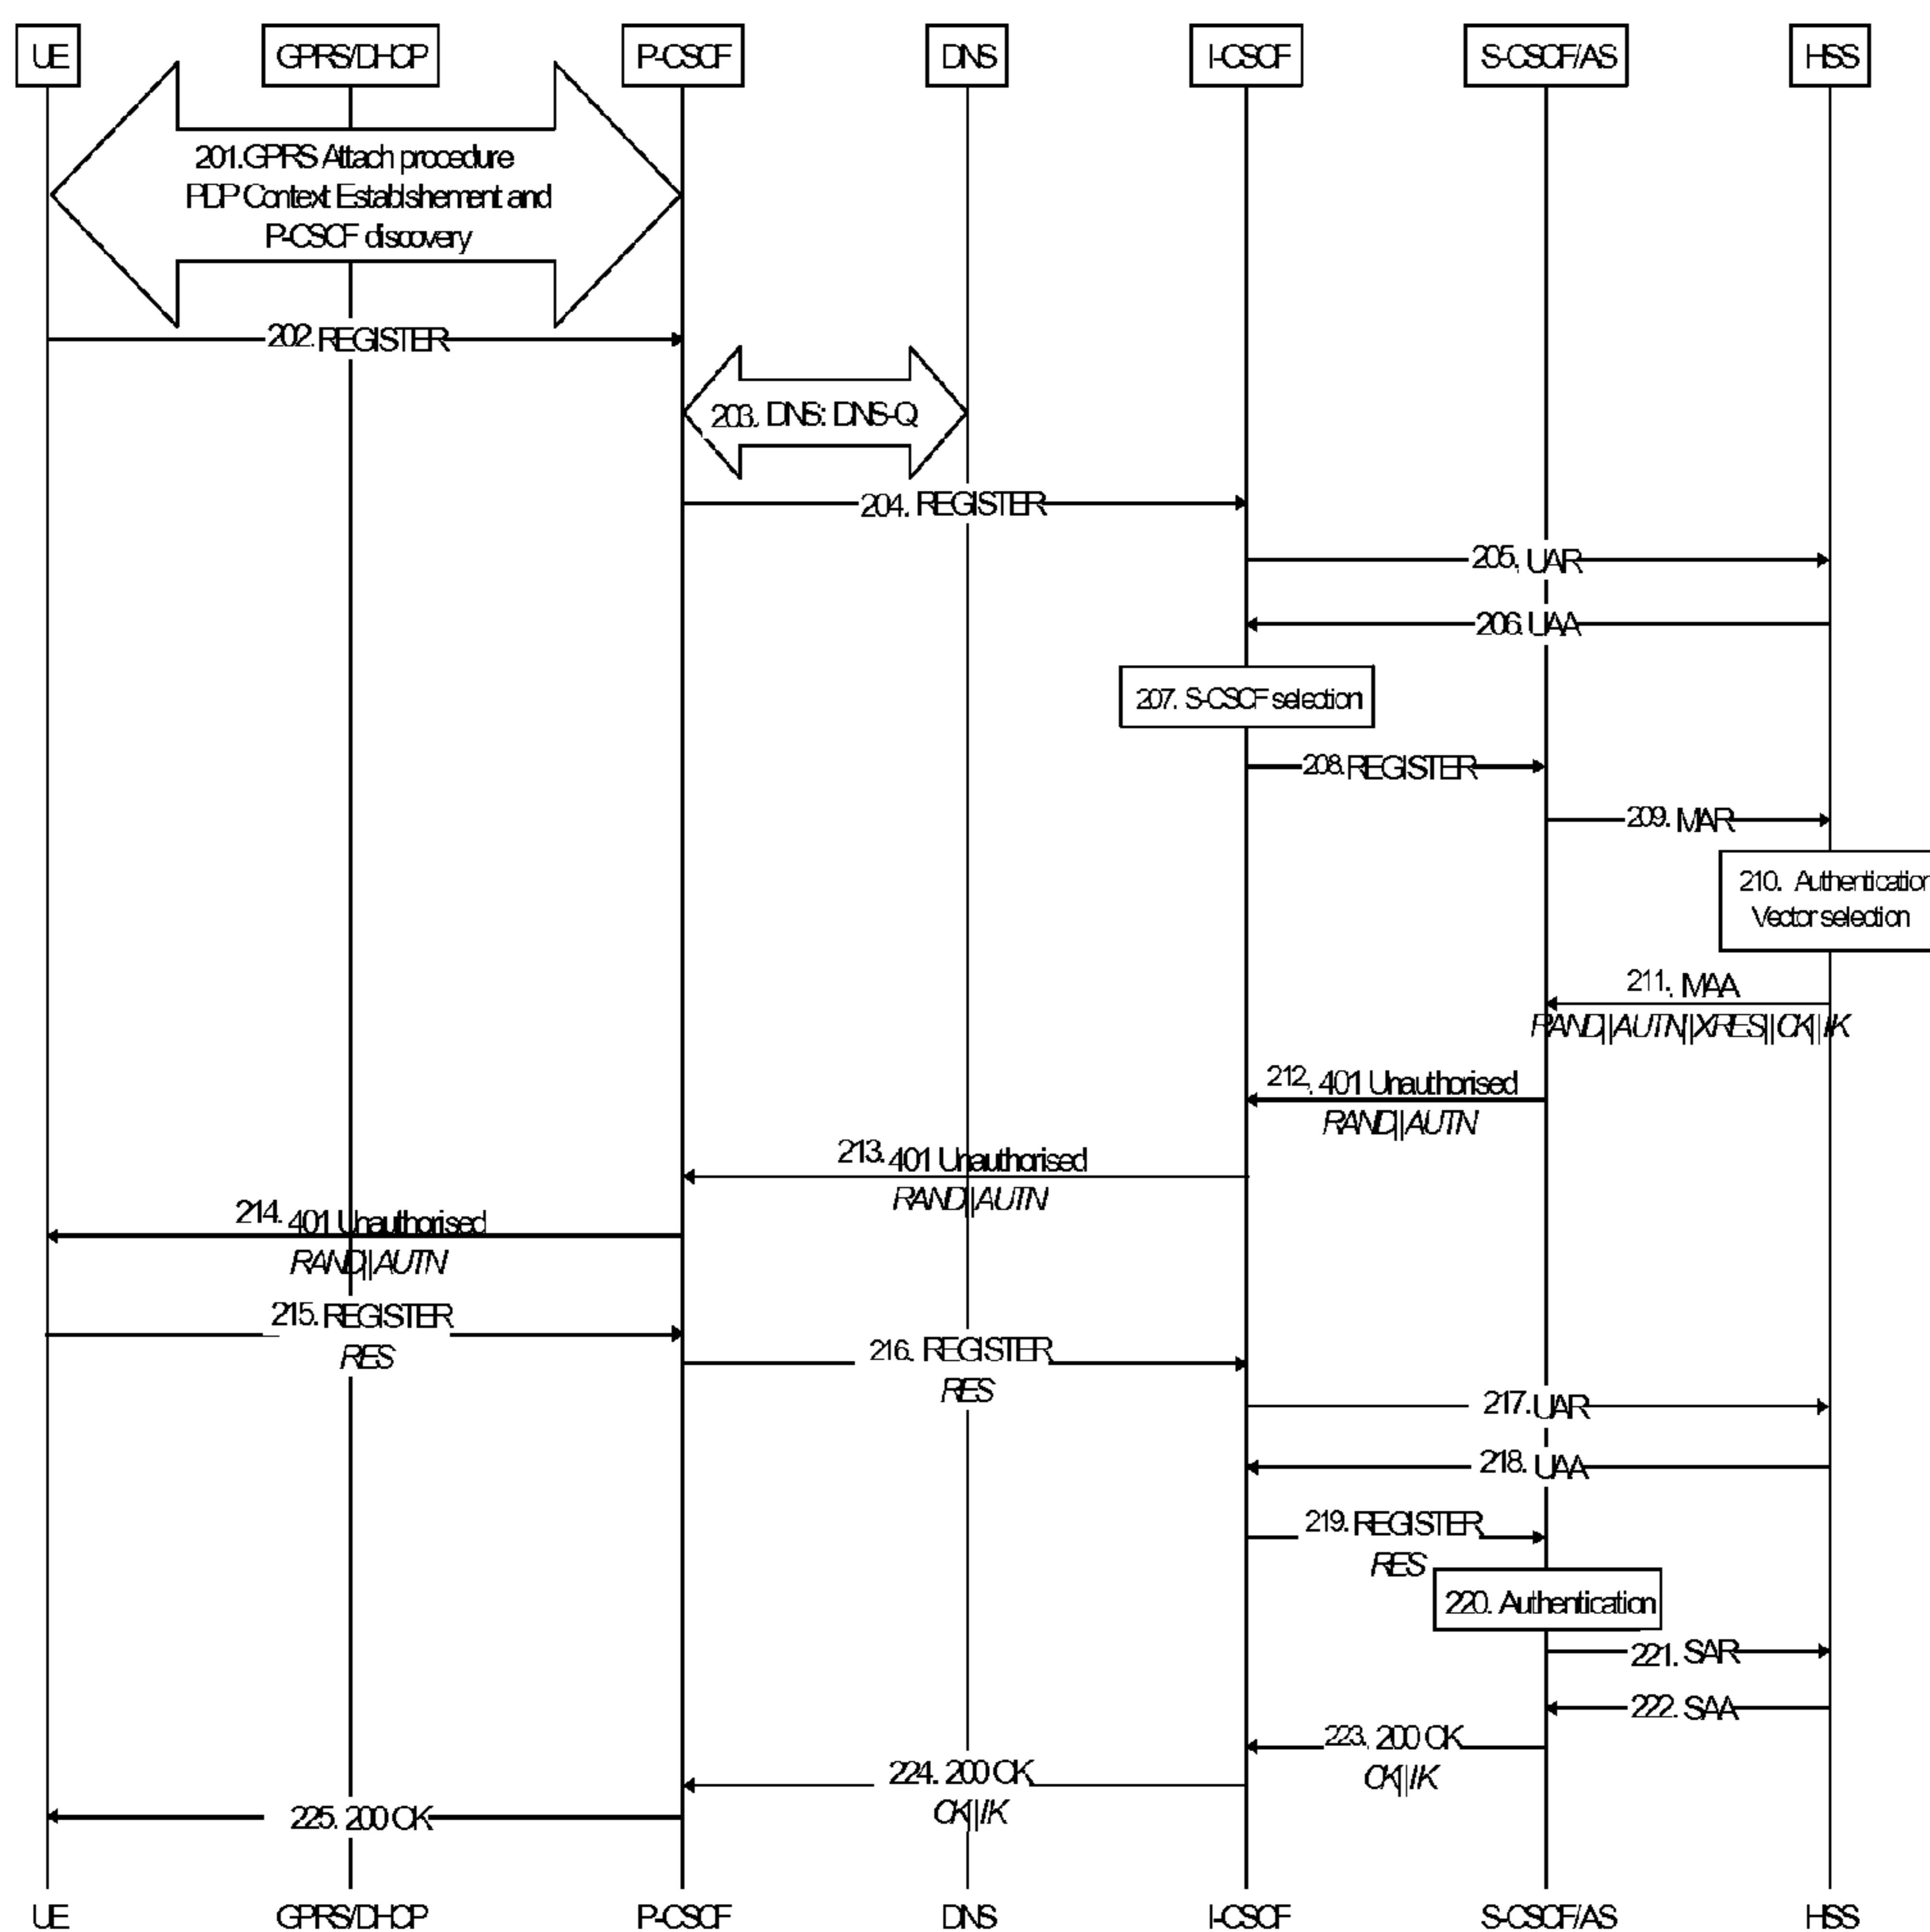 UE GPRS/DHCP P-CSCF DNS I-CSCF S-CSCF/AS HSS
201.GPRS Attach procedure
PDP Context Establishement and
P-CSCF discovery
202. REGISTER
203. DNS: DNS-Q
204. REGISTER
205. UAR
206. UAA
207. S-CSCF selection
208. REGISTER
209. MAR
210. Authentication
Vector selection
211. MAA
RAND||AUTN||XRES||CK||IK
212. 401 Unauthorised
RAND||AUTN
213. 401 Unauthorised
RAND||AUTN
214. 401 Unauthorised
RAND||AUTN
215. REGISTER
RES
216. REGISTER
RES
217. UAR
218. UAA
219. REGISTER
RES
220. Authentication
221. SAR
222. SAA
223. 200 OK
CK||IK
224. 200 OK
CK||IK
225. 200 OK
UE GPRS/DHCP P-CSCF DNS I-CSCF S-CSCF/AS HSS